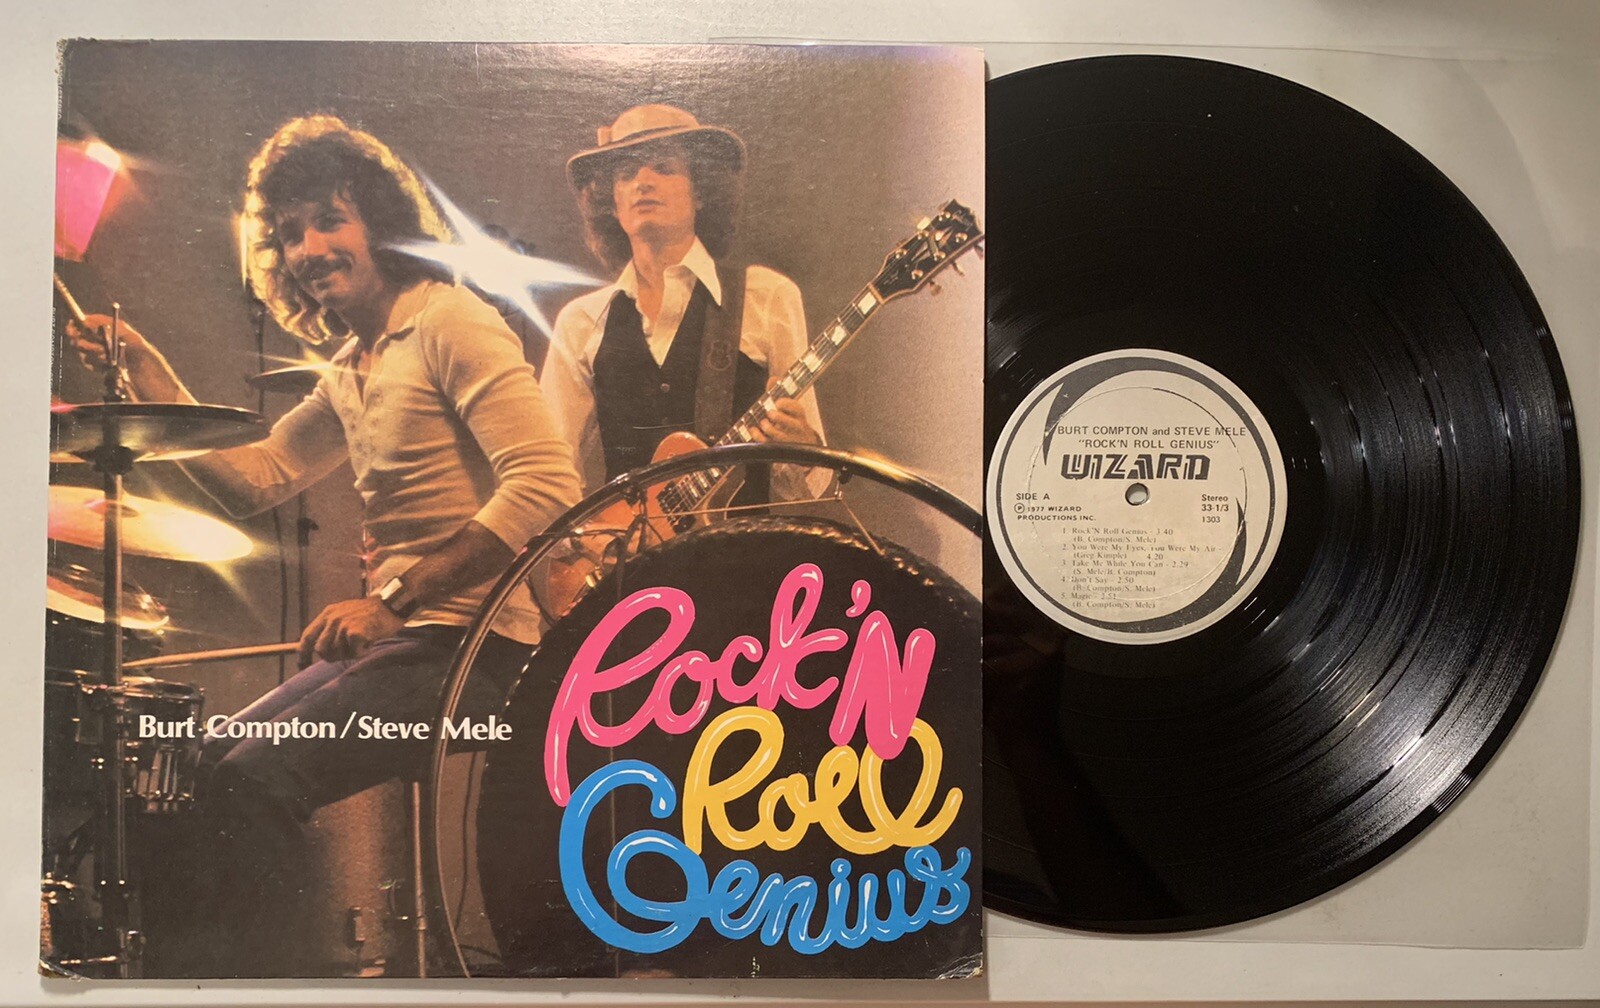 Burt Compton/Steve Mele
Rock'N
Roll
Genius
BURT COMPTON and STEVE MELE
"ROCK'N ROLL GENIUS"
WIZARD
SIDE A
Stereo
℗ 1977 WIZARD
33-1/3
PRODUCTIONS INC.
1303
1. Rock'N Roll Genius - 3.40
(B. Compton/S. Mele)
2. You Were My Eyes, You Were My Air
(Greg Kimple) 4.20
3. Take Me While You Can - 2.29
(S. Mele/B. Compton)
4. Don't Say - 2.50
(B. Compton/S. Mele)
5. Magic - 2.51
(B. Compton/S. Mele)